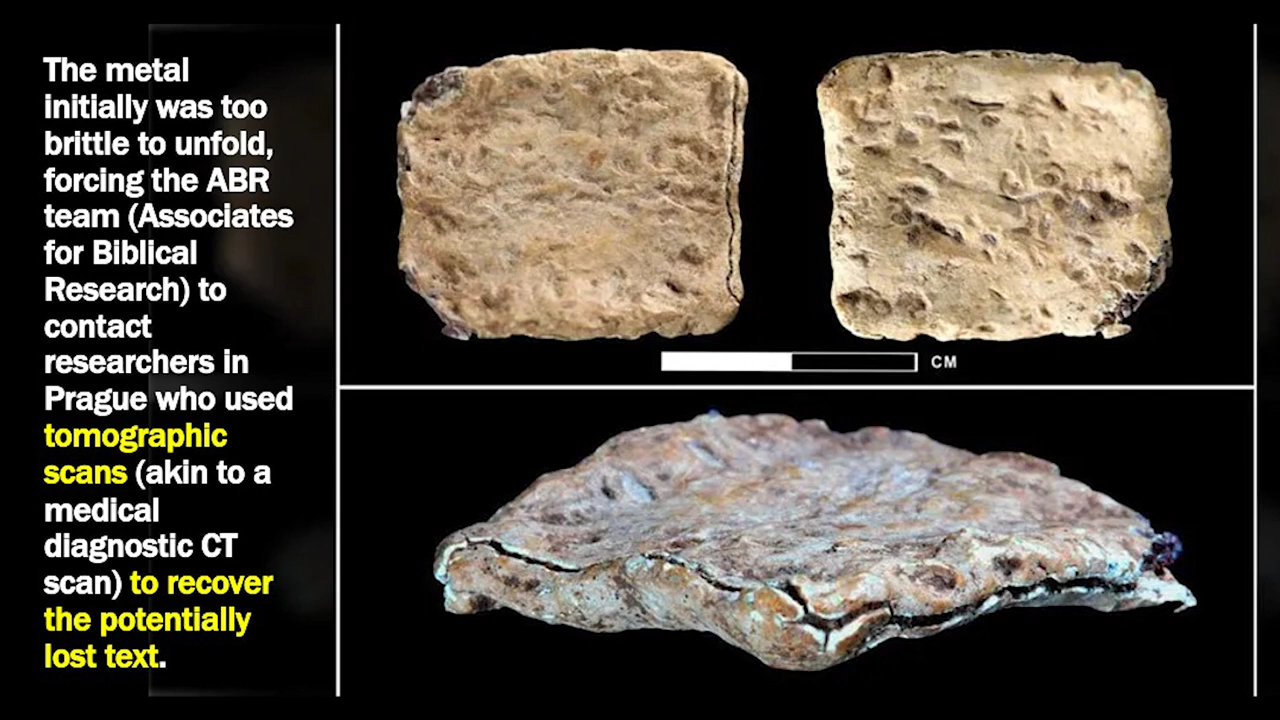 The metal
initially was too
brittle to unfold,
forcing the ABR
team (Associates
for Biblical
Research) to
contact
researchers in
Prague who used
tomographic
scans (akin to a
medical
diagnostic CT
scan) to recover
the potentially
lost text.
CM